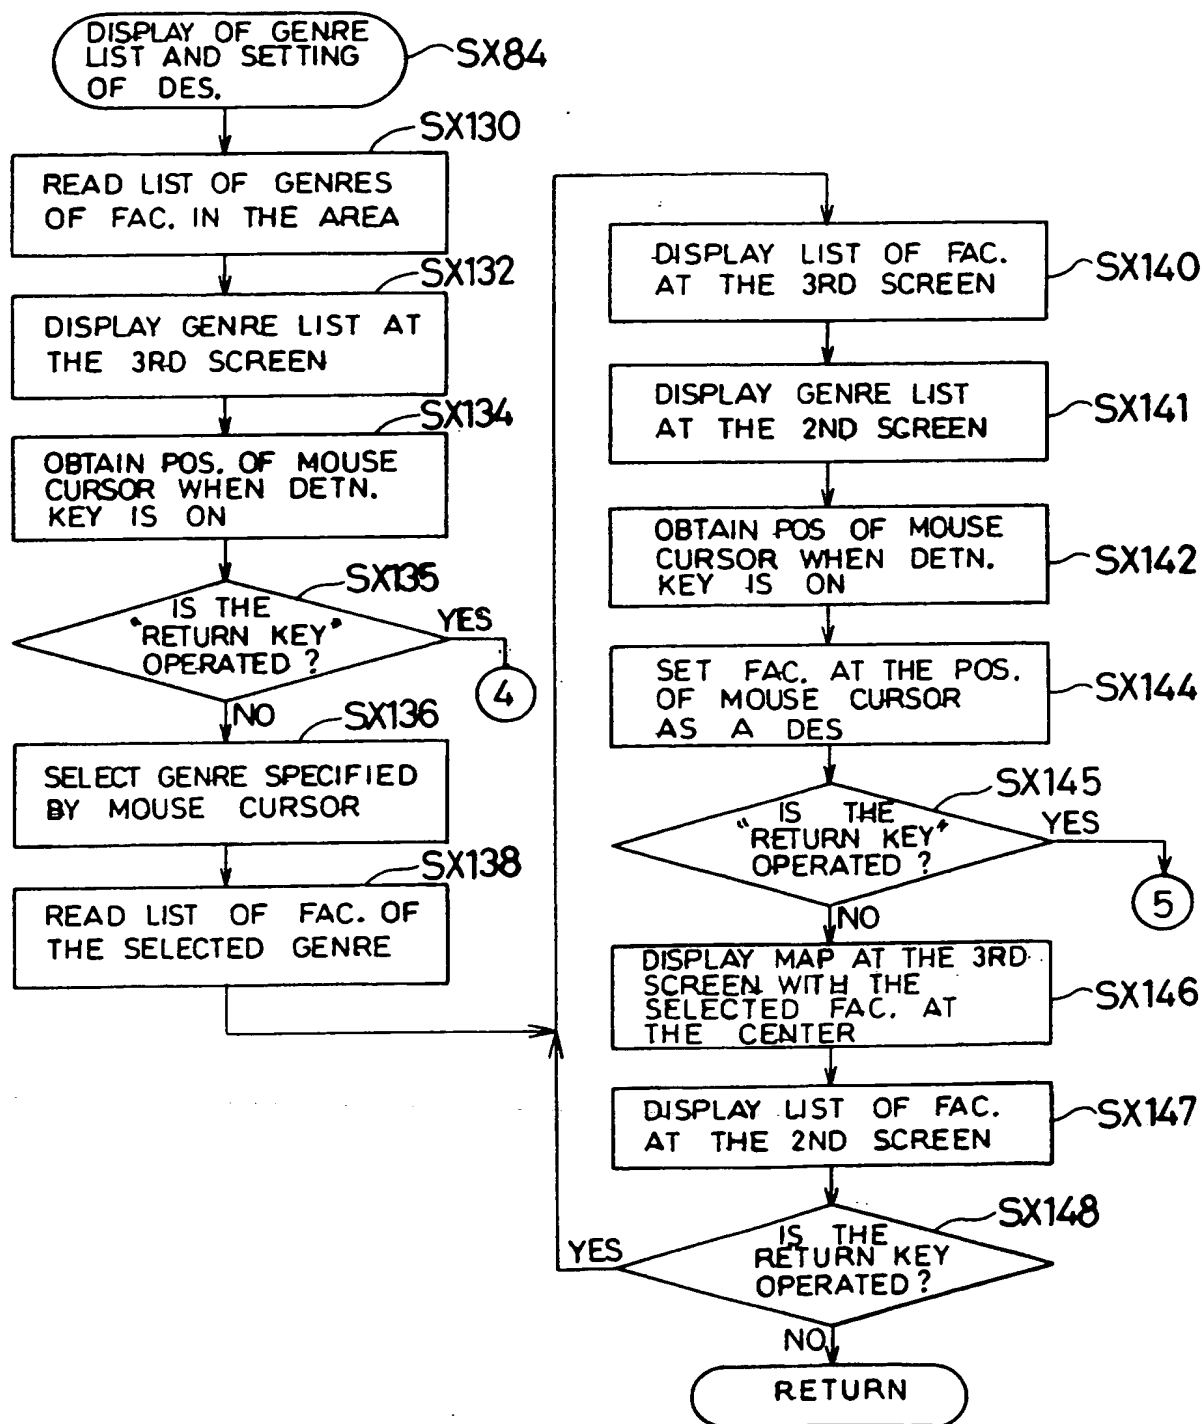 DISPLAY OF GENRE
LIST AND SETTING
OF DES.
SX84
SX130
READ LIST OF GENRES
OF FAC. IN THE AREA
SX132
DISPLAY GENRE LIST AT
THE 3RD SCREEN
SX134
OBTAIN POS. OF MOUSE
CURSOR WHEN DETN.
KEY IS ON
SX135
IS THE
"RETURN KEY"
OPERATED?
YES
4
NO
SX136
SELECT GENRE SPECIFIED
BY MOUSE CURSOR
SX138
READ LIST OF FAC. OF
THE SELECTED GENRE
DISPLAY LIST OF FAC.
AT THE 3RD SCREEN
SX140
DISPLAY GENRE LIST
AT THE 2ND SCREEN
SX141
OBTAIN POS OF MOUSE
CURSOR WHEN DETN.
KEY IS ON
SX142
SET FAC. AT THE POS.
OF MOUSE CURSOR
AS A DES
SX144
SX145
IS THE
"RETURN KEY"
OPERATED?
YES
5
NO
DISPLAY MAP AT THE 3RD
SCREEN WITH THE
SELECTED FAC. AT
THE CENTER
SX146
DISPLAY LIST OF FAC.
AT THE 2ND SCREEN
SX147
SX148
IS THE
RETURN KEY
OPERATED?
YES
NO
RETURN